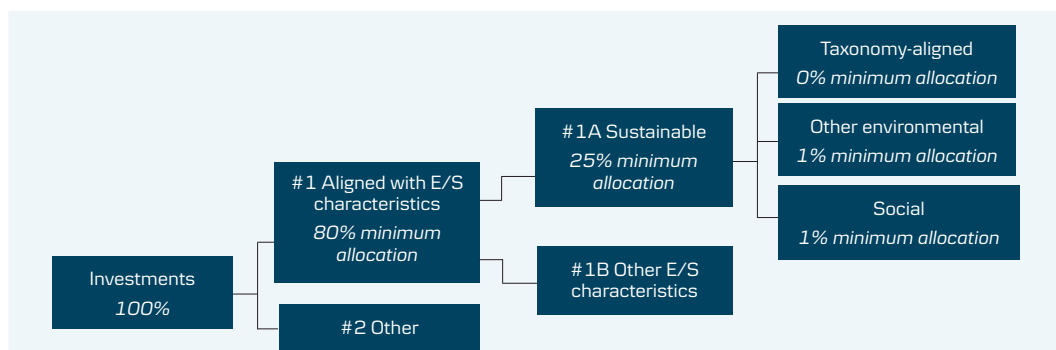 Investments
100%
#1 Aligned with E/S
characteristics
80% minimum
allocation
#2 Other
#1A Sustainable
25% minimum
allocation
#1B Other E/S
characteristics
Taxonomy-aligned
0% minimum allocation
Other environmental
1% minimum allocation
Social
1% minimum allocation